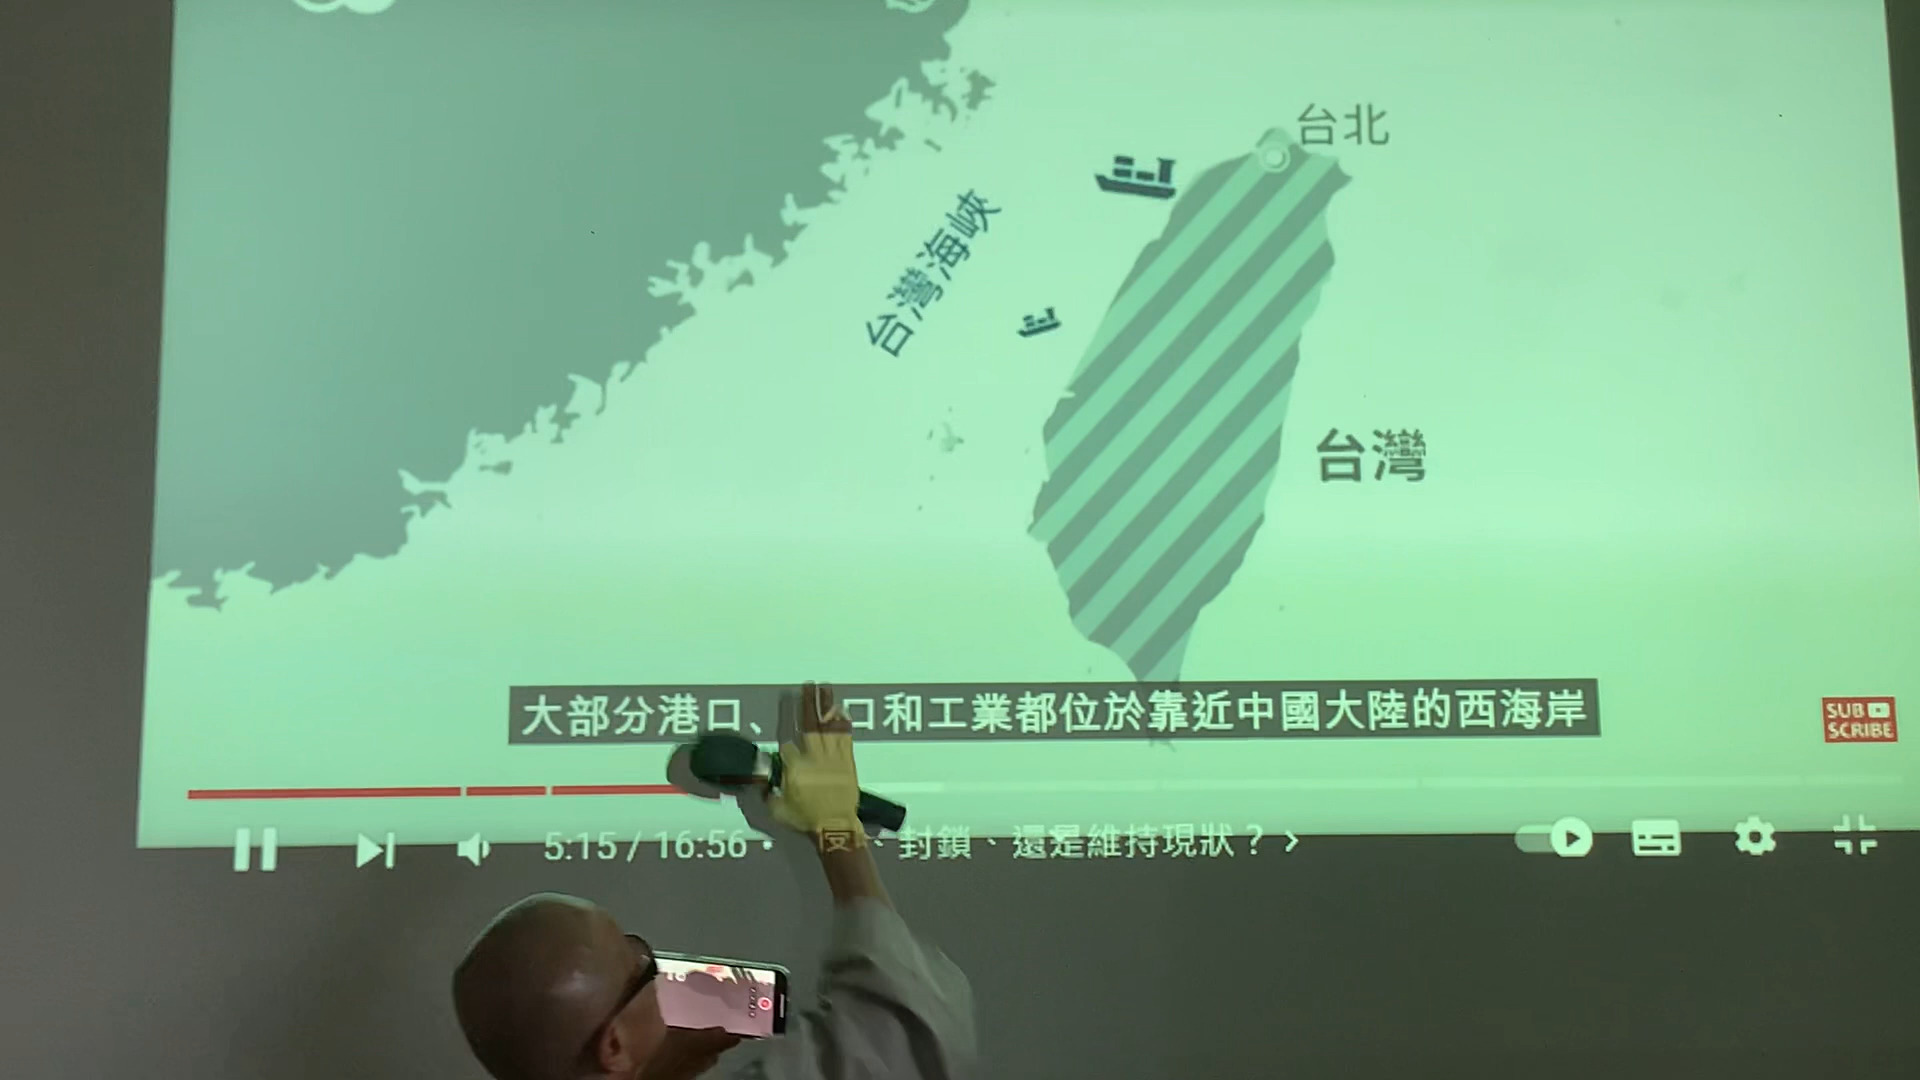 台北
台灣海峽
台灣
大部分港口、口和工業都位於靠近中國大陸的西海岸
SUB
SCRIBE
5:15 / 16:56 • 、封鎖、還是維持現狀？ >